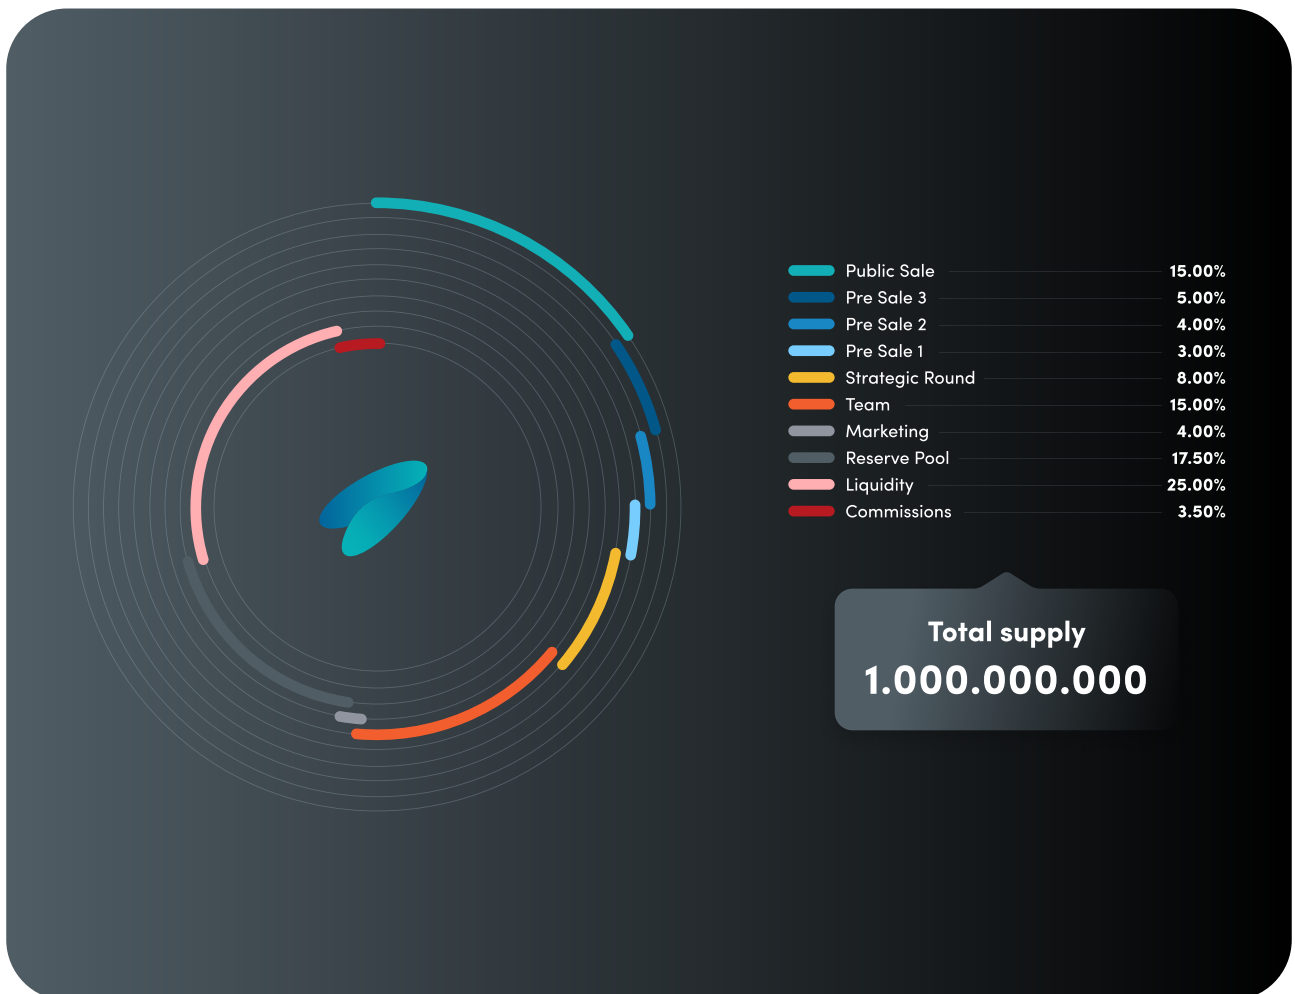 Public Sale 15.00%
Pre Sale 3 5.00%
Pre Sale 2 4.00%
Pre Sale 1 3.00%
Strategic Round 8.00%
Team 15.00%
Marketing 4.00%
Reserve Pool 17.50%
Liquidity 25.00%
Commissions 3.50%
Total supply
1.000.000.000